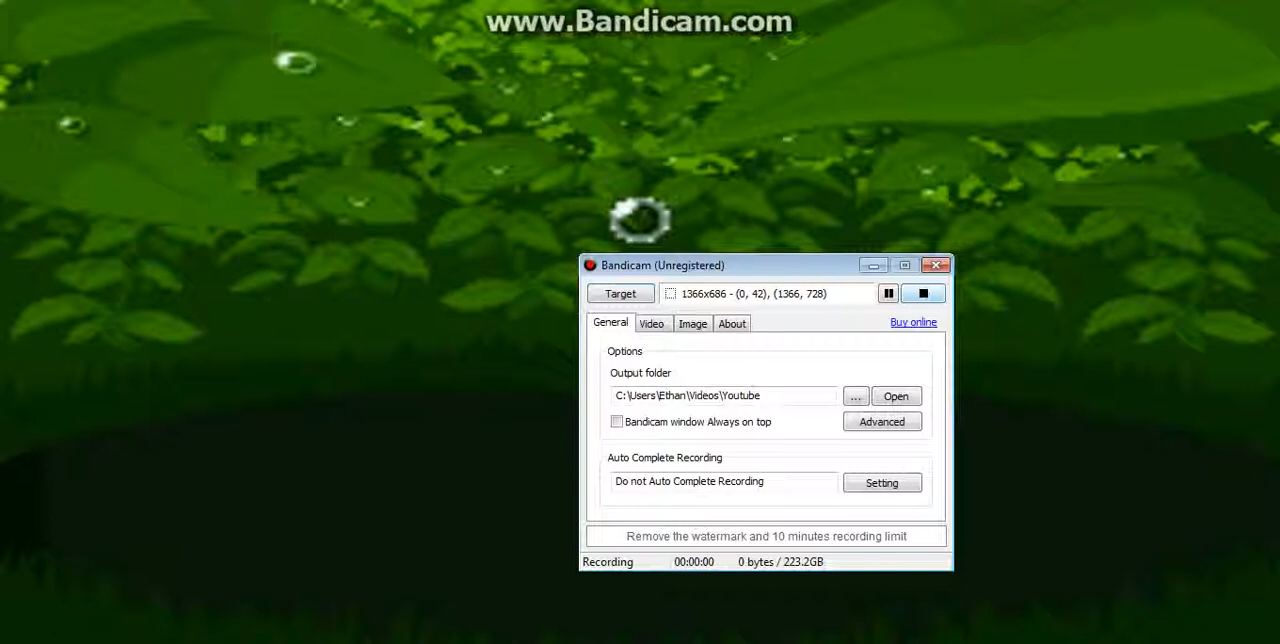 www.Bandicam.com
Bandicam (Unregistered)
Target 1366x686 - (0, 42), (1366, 728)
General Video Image About Buy online
Options
Output folder
C:\Users\Ethan\Videos\Youtube ... Open
Bandicam window Always on top Advanced
Auto Complete Recording
Do not Auto Complete Recording Setting
Remove the watermark and 10 minutes recording limit
Recording 00:00:00 0 bytes / 223.2GB